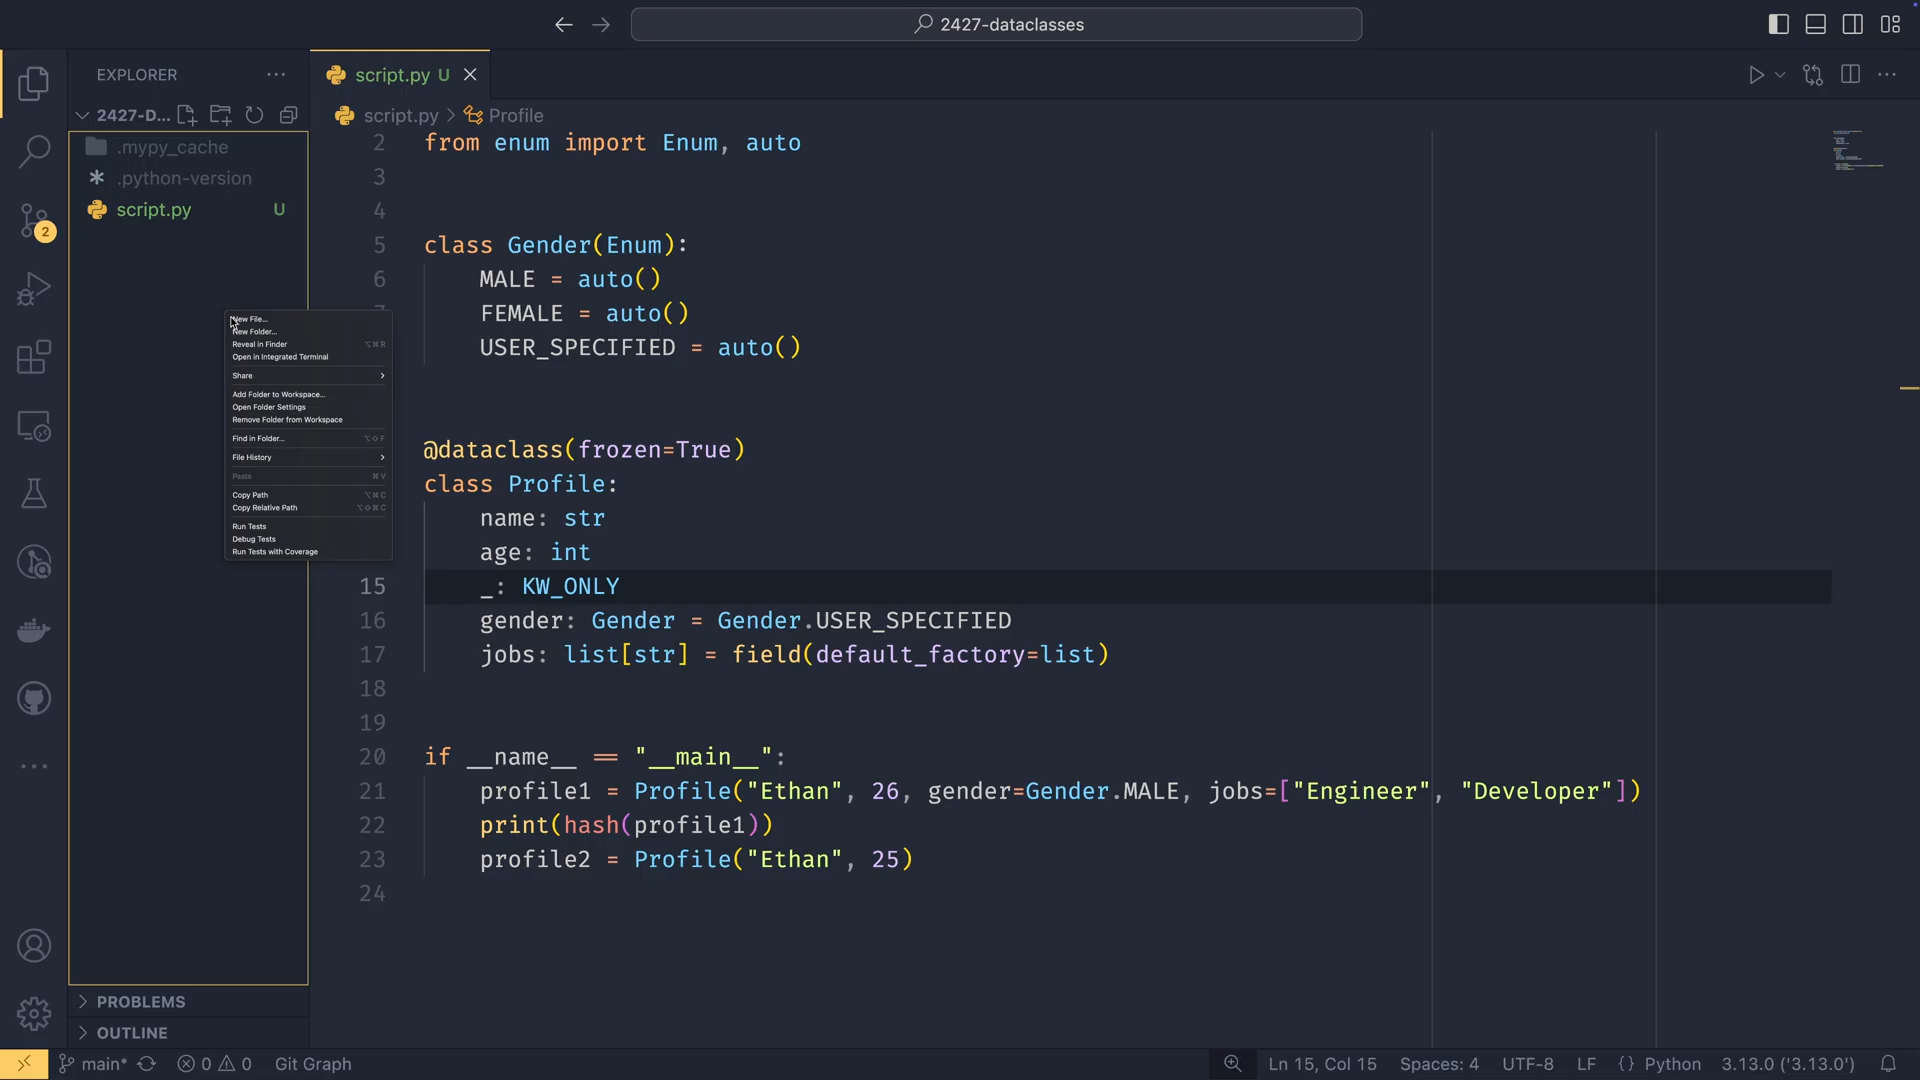 2427-dataclasses
EXPLORER
script.py U
2427-D...
script.py > Profile
.mypy_cache
.python-version
script.py U
2
New File...
New Folder...
Reveal in Finder ⌥⌘R
Open in Integrated Terminal
Share
Add Folder to Workspace...
Open Folder Settings
Remove Folder from Workspace
Find in Folder... ⌥⇧F
File History
Paste ⌘V
Copy Path ⌥⌘C
Copy Relative Path ⌥⇧⌘C
Run Tests
Debug Tests
Run Tests with Coverage
2 from enum import Enum, auto
3
4
5 class Gender(Enum):
6 MALE = auto()
7 FEMALE = auto()
USER_SPECIFIED = auto()
@dataclass(frozen=True)
class Profile:
name: str
age: int
15 _: KW_ONLY
16 gender: Gender = Gender.USER_SPECIFIED
17 jobs: list[str] = field(default_factory=list)
18
19
20 if __name__ == "__main__":
21 profile1 = Profile("Ethan", 26, gender=Gender.MALE, jobs=["Engineer", "Developer"])
22 print(hash(profile1))
23 profile2 = Profile("Ethan", 25)
24
PROBLEMS
OUTLINE
main* 0 0 Git Graph
Ln 15, Col 15 Spaces: 4 UTF-8 LF {} Python 3.13.0 ('3.13.0')